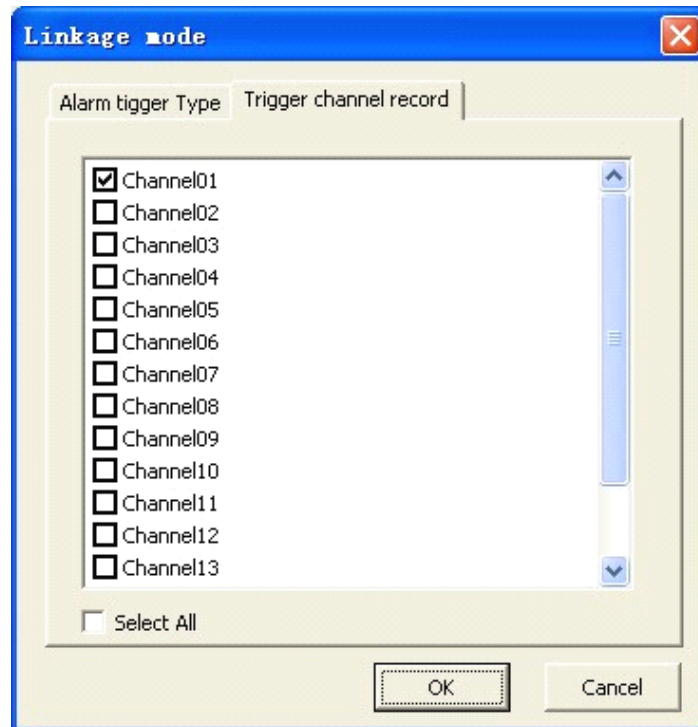 Linkage mode
Alarm tigger Type Trigger channel record
Channel01
Channel02
Channel03
Channel04
Channel05
Channel06
Channel07
Channel08
Channel09
Channel10
Channel11
Channel12
Channel13
Select All
OK Cancel